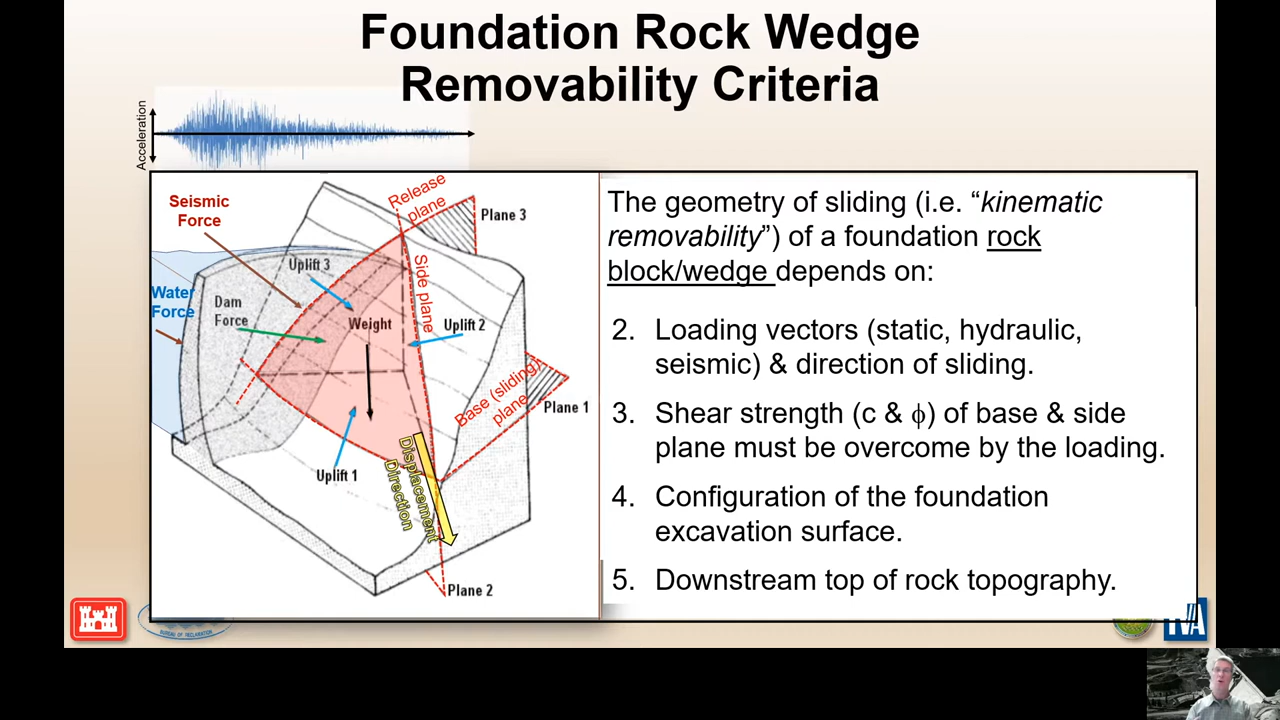 Foundation Rock Wedge
Removability Criteria
Acceleration
Seismic
Force
Release
plane
Plane 3
Uplift 3
Side plane
Water
Force
Dam
Force
Weight
Uplift 2
Base (sliding)
plane
Plane 1
Uplift 1
Displacement
Direction
Plane 2
The geometry of sliding (i.e. “kinematic
removability”) of a foundation rock
block/wedge depends on:
2. Loading vectors (static, hydraulic,
seismic) & direction of sliding.
3. Shear strength (c & ϕ) of base & side
plane must be overcome by the loading.
4. Configuration of the foundation
excavation surface.
5. Downstream top of rock topography.
TVA